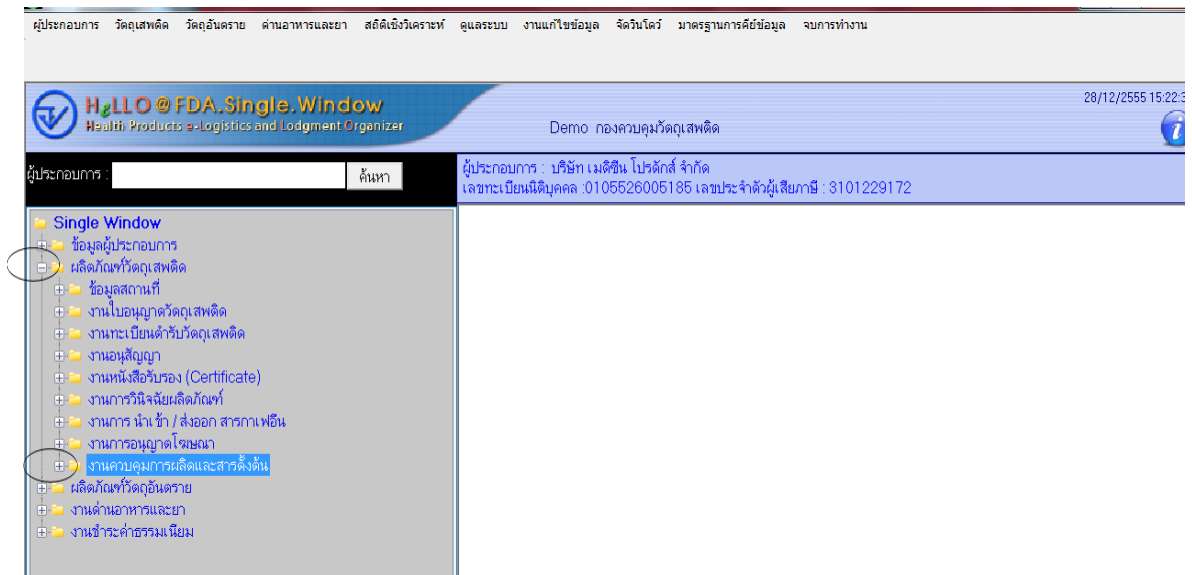 ผู้ประกอบการ วัตถุเสพติด วัตถุอันตราย ด่านอาหารและยา สถิติเชิงวิเคราะห์ ดูแลระบบ งานแก้ไขข้อมูล จัดวินโดว์ มาตรฐานการคีย์ข้อมูล จบการทำงาน
HeLLO@FDA.Single.Window
Health Products e-Logistics and Lodgment Organizer
28/12/2555 15:22:3
Demo กองควบคุมวัตถุเสพติด
ผู้ประกอบการ : ค้นหา
ผู้ประกอบการ : บริษัท เมดิซีน โปรดักส์ จำกัด
เลขทะเบียนนิติบุคคล :0105526005185 เลขประจำตัวผู้เสียภาษี : 3101229172
Single Window
ข้อมูลผู้ประกอบการ
ผลิตภัณฑ์วัตถุเสพติด
ข้อมูลสถานที่
งานใบอนุญาตวัตถุเสพติด
งานทะเบียนตำรับวัตถุเสพติด
งานอนุสัญญา
งานหนังสือรับรอง (Certificate)
งานการวินิจฉัยผลิตภัณฑ์
งานการ นำเข้า / ส่งออก สารกาเฟอีน
งานการอนุญาตโฆษณา
งานควบคุมการผลิตและสารตั้งต้น
ผลิตภัณฑ์วัตถุอันตราย
งานด่านอาหารและยา
งานชำระค่าธรรมเนียม